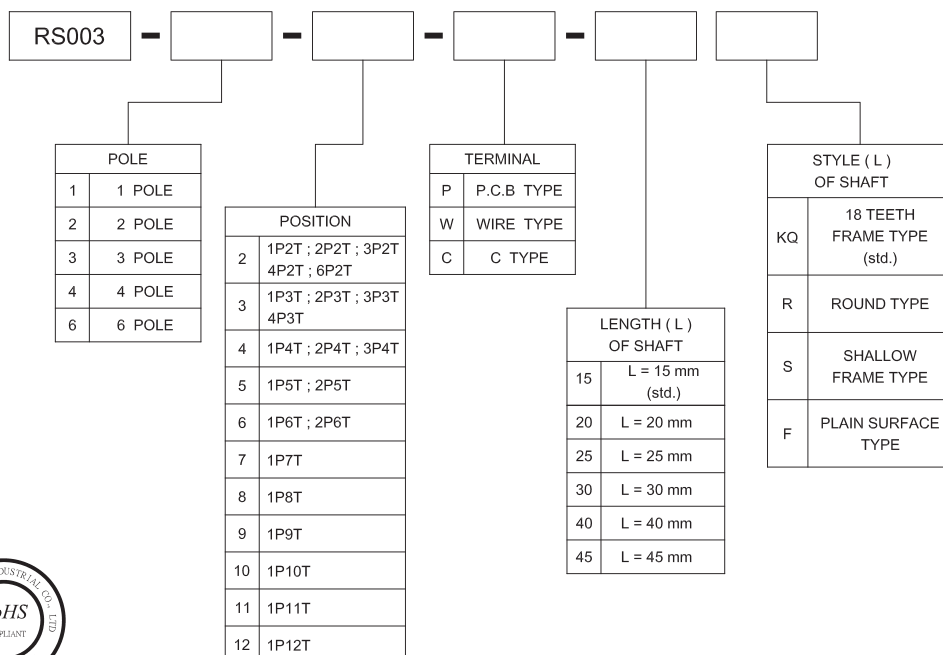 RS003 - - - -
POLE
1 1 POLE
2 2 POLE
3 3 POLE
4 4 POLE
6 6 POLE
POSITION
2 1P2T ; 2P2T ; 3P2T
4P2T ; 6P2T
3 1P3T ; 2P3T ; 3P3T
4P3T
4 1P4T ; 2P4T ; 3P4T
5 1P5T ; 2P5T
6 1P6T ; 2P6T
7 1P7T
8 1P8T
9 1P9T
10 1P10T
11 1P11T
12 1P12T
TERMINAL
P P.C.B TYPE
W WIRE TYPE
C C TYPE
LENGTH ( L )
OF SHAFT
15 L = 15 mm
(std.)
20 L = 20 mm
25 L = 25 mm
30 L = 30 mm
40 L = 40 mm
45 L = 45 mm
STYLE ( L )
OF SHAFT
KQ 18 TEETH
FRAME TYPE
(std.)
R ROUND TYPE
S SHALLOW
FRAME TYPE
F PLAIN SURFACE
TYPE
CO., LTD